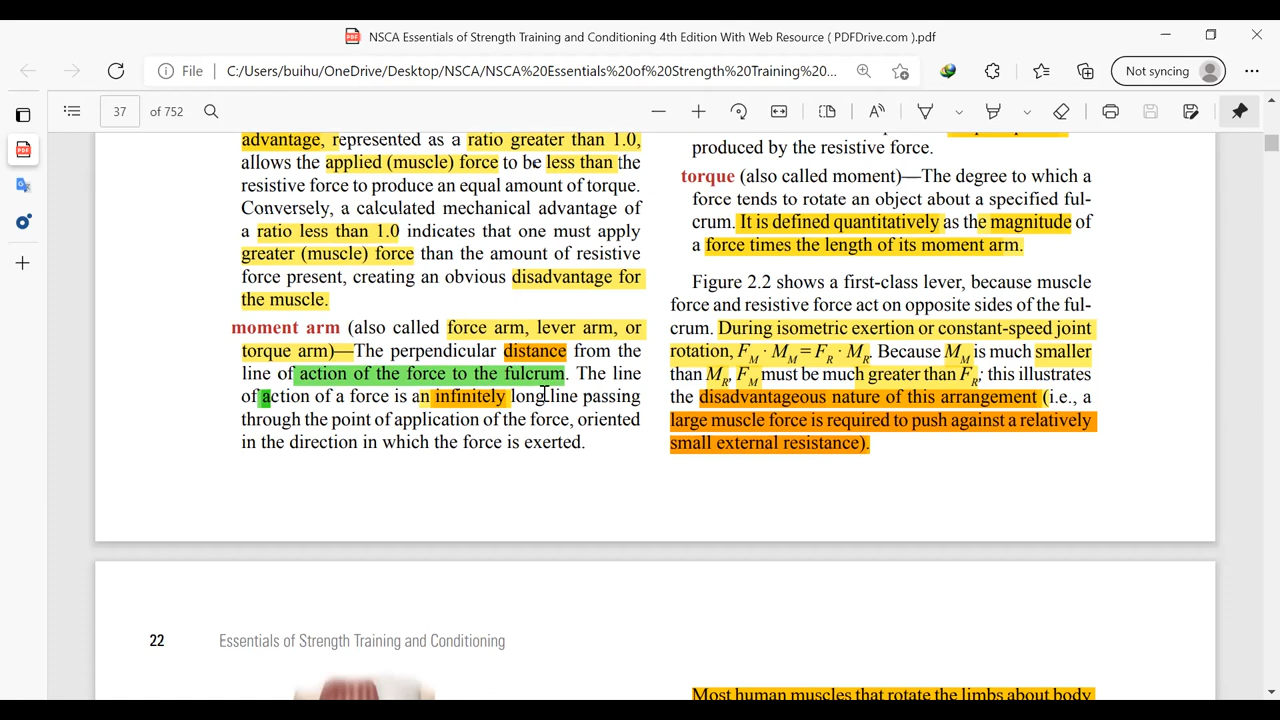 NSCA Essentials of Strength Training and Conditioning 4th Edition With Web Resource ( PDFDrive.com ).pdf
File
C:/Users/buihu/OneDrive/Desktop/NSCA/NSCA%20Essentials%20of%20Strength%20Training%20...
Not syncing
37 of 752
advantage, represented as a ratio greater than 1.0,
allows the applied (muscle) force to be less than the
resistive force to produce an equal amount of torque.
Conversely, a calculated mechanical advantage of
a ratio less than 1.0 indicates that one must apply
greater (muscle) force than the amount of resistive
force present, creating an obvious disadvantage for
the muscle.
moment arm (also called force arm, lever arm, or
torque arm)—The perpendicular distance from the
line of action of the force to the fulcrum. The line
of action of a force is an infinitely long line passing
through the point of application of the force, oriented
in the direction in which the force is exerted.
produced by the resistive force.
torque (also called moment)—The degree to which a
force tends to rotate an object about a specified ful-
crum. It is defined quantitatively as the magnitude of
a force times the length of its moment arm.
Figure 2.2 shows a first-class lever, because muscle
force and resistive force act on opposite sides of the ful-
crum. During isometric exertion or constant-speed joint
rotation, F_M · M_M = F_R · M_R. Because M_M is much smaller
than M_R, F_M must be much greater than F_R; this illustrates
the disadvantageous nature of this arrangement (i.e., a
large muscle force is required to push against a relatively
small external resistance).
22 Essentials of Strength Training and Conditioning
Most human muscles that rotate the limbs about body